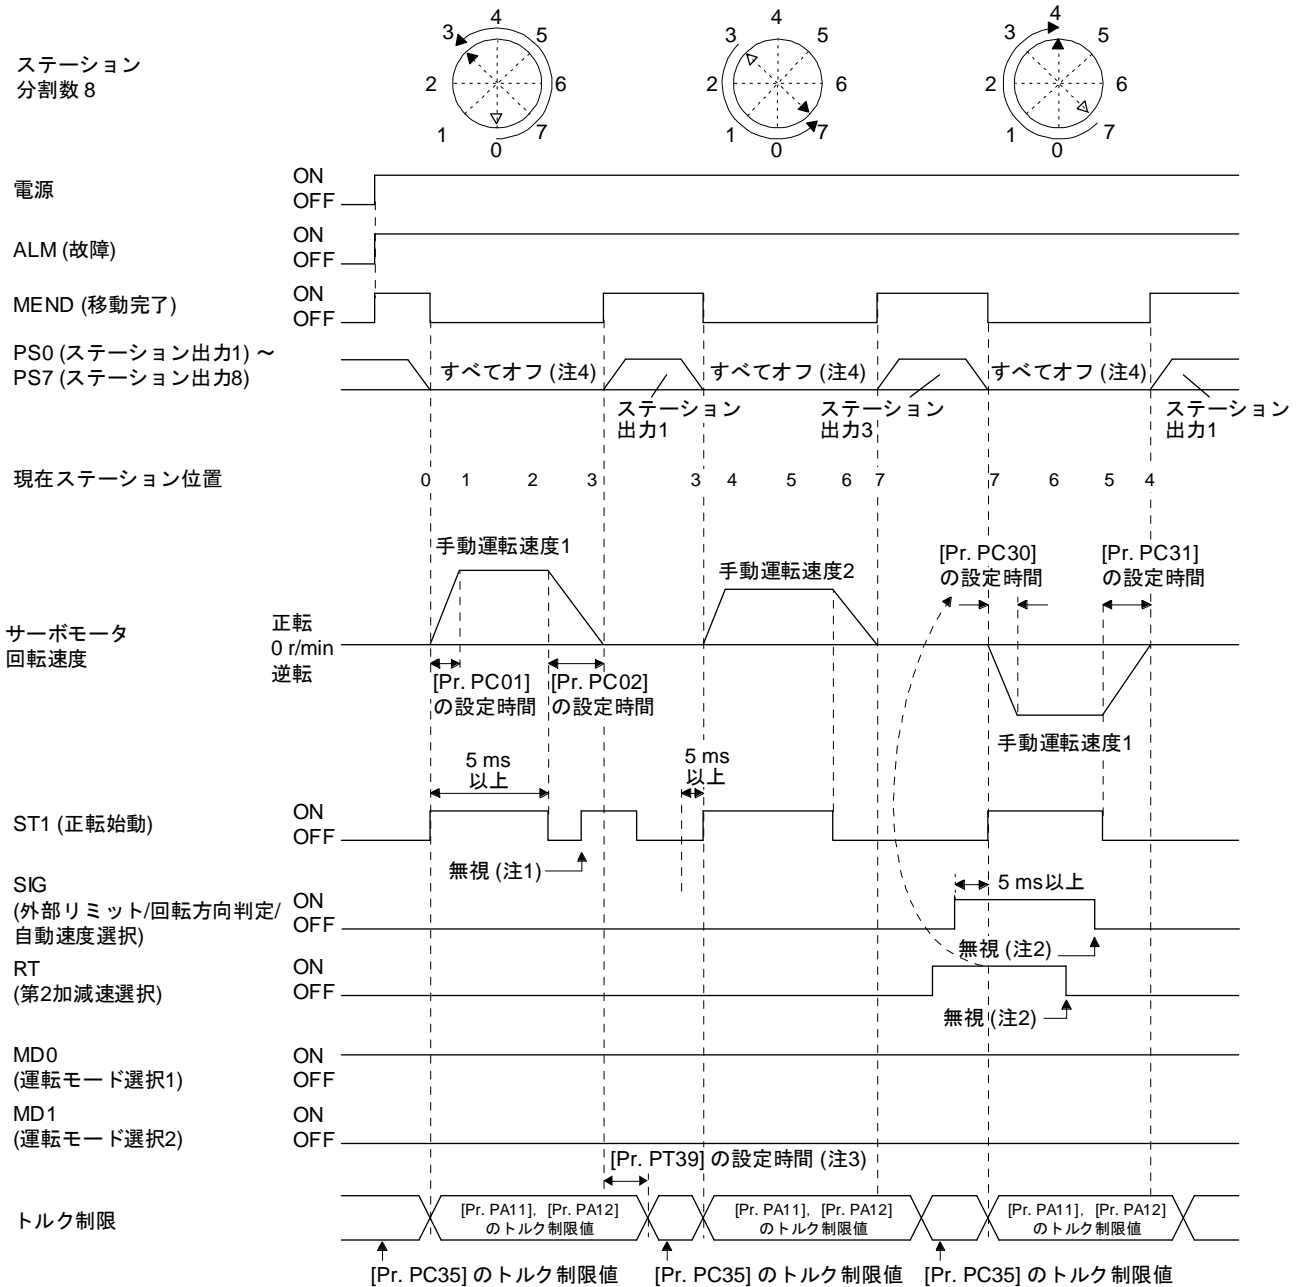 ステーション
分割数 8
4
3 5
2 6
1 7
0
4
3 5
2 6
1 7
0
4
3 5
2 6
1 7
0
電源
ON
OFF
ALM (故障)
ON
OFF
MEND (移動完了)
ON
OFF
PS0 (ステーション出力1) ～
PS7 (ステーション出力8)
すべてオフ (注4)
すべてオフ (注4)
すべてオフ (注4)
ステーション
出力1
ステーション
出力3
ステーション
出力1
現在ステーション位置
0 1 2 3 3 4 5 6 7 7 6 5 4
サーボモータ
回転速度
正転
0 r/min
逆転
手動運転速度1
[Pr. PC01]
の設定時間
[Pr. PC02]
の設定時間
手動運転速度2
[Pr. PC30]
の設定時間
[Pr. PC31]
の設定時間
手動運転速度1
5 ms
以上
5 ms
以上
ST1 (正転始動)
ON
OFF
無視 (注1)
SIG
(外部リミット/回転方向判定/
自動速度選択)
ON
OFF
5 ms以上
無視 (注2)
RT
(第2加減速選択)
ON
OFF
無視 (注2)
MD0
(運転モード選択1)
ON
OFF
MD1
(運転モード選択2)
ON
OFF
[Pr. PT39] の設定時間 (注3)
トルク制限
[Pr. PA11], [Pr. PA12]
のトルク制限値
[Pr. PA11], [Pr. PA12]
のトルク制限値
[Pr. PA11], [Pr. PA12]
のトルク制限値
[Pr. PC35] のトルク制限値
[Pr. PC35] のトルク制限値
[Pr. PC35] のトルク制限値